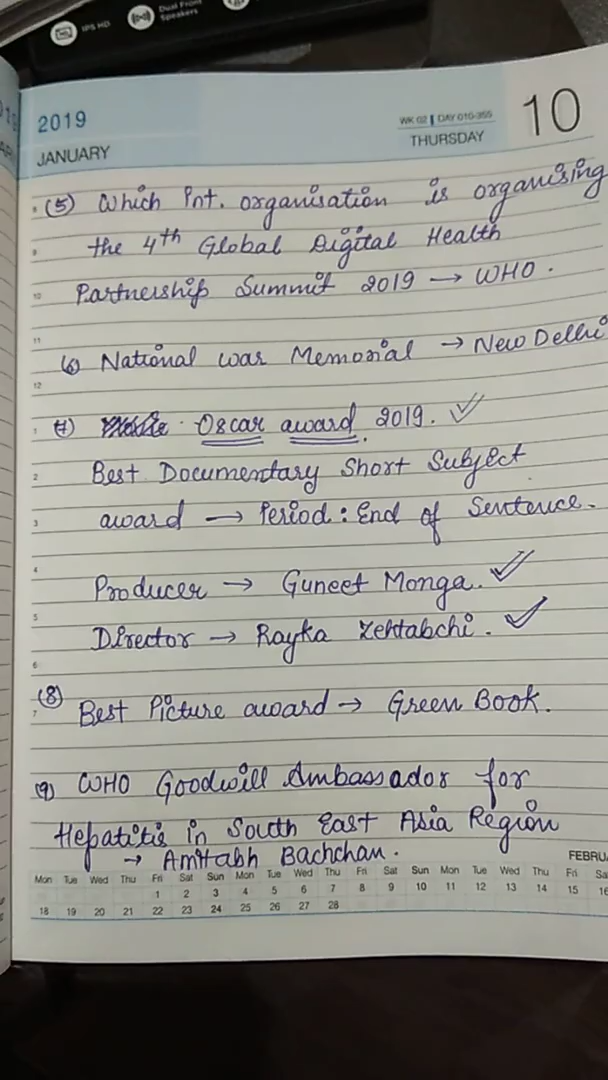 IPS HD
Dual Front
Speakers
2019
JANUARY
WK 02 | DAY 010-355
THURSDAY
10
(5) Which Int. organisation is organising
the 4th Global Digital Health
Partnership Summit 2019 → WHO.
(6) National war Memorial → New Delhi
(7) Oscar award 2019.
Best Documentary Short Subject
award → Period: End of Sentence.
Producer → Guneet Monga.
Director → Rayka Zehtabchi.
(8) Best Picture award → Green Book.
(9) WHO Goodwill Ambassador for
Hepatitis in South East Asia Region
→ Amitabh Bachchan.
FEBRU
Mon Tue Wed Thu Fri Sat Sun Mon Tue Wed Thu Fri Sat Sun Mon Tue Wed Thu Fri Sa
1 2 3 4 5 6 7 8 9 10 11 12 13 14 15 16
18 19 20 21 22 23 24 25 26 27 28